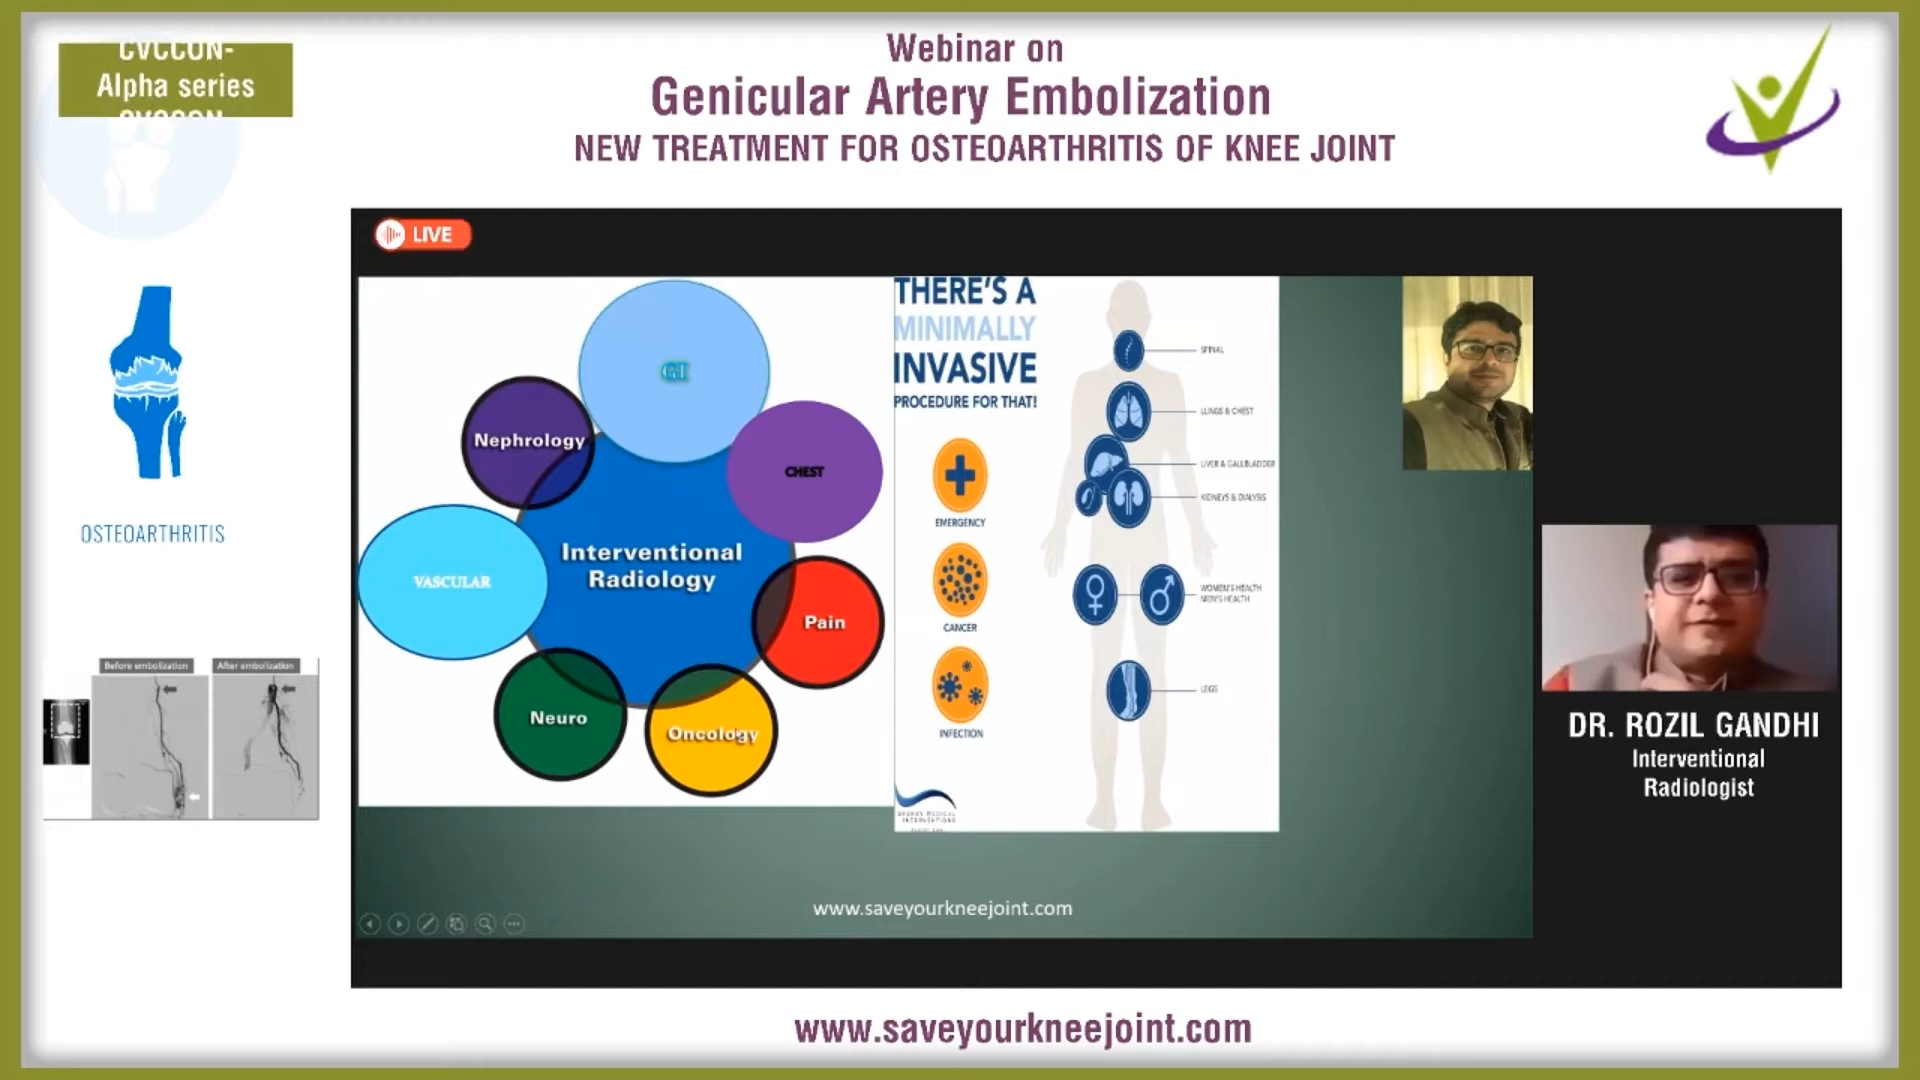 CVCCON-
Alpha series
CVCCON
Webinar on
Genicular Artery Embolization
NEW TREATMENT FOR OSTEOARTHRITIS OF KNEE JOINT
OSTEOARTHRITIS
Before embolization
After embolization
LIVE
GI
Nephrology
CHEST
VASCULAR
Interventional
Radiology
Pain
Neuro
Oncology
THERE'S A
MINIMALLY
INVASIVE
PROCEDURE FOR THAT!
EMERGENCY
CANCER
INFECTION
SPINAL
LUNGS & CHEST
LIVER & GALLBLADDER
KIDNEYS & DIALYSIS
WOMEN'S HEALTH
MEN'S HEALTH
LEGS
www.saveyourkneejoint.com
DR. ROZIL GANDHI
Interventional
Radiologist
www.saveyourkneejoint.com